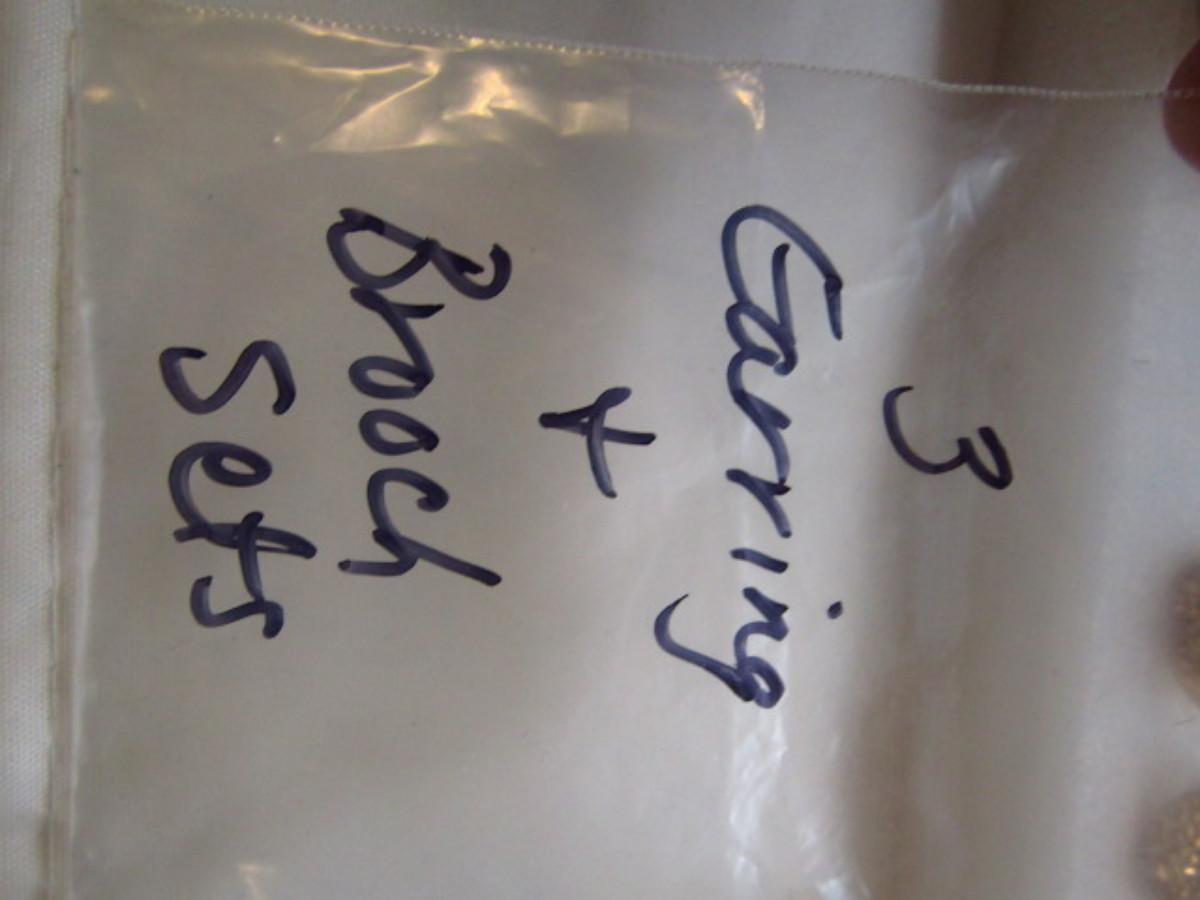 3
Earring
+
Brooch
Sets